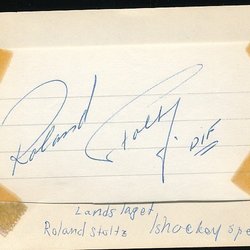 Roland Stoltz. DIF
Landslaget
Roland Stoltz Ishockey spe